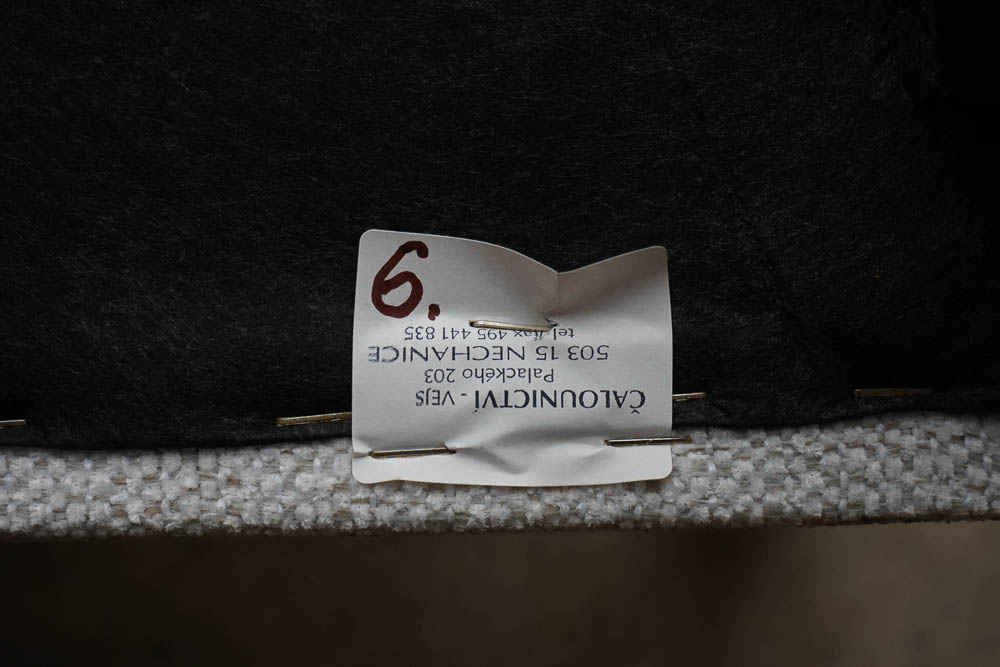 6.
ČALOUNICTVÍ - VEJS
Palackého 203
503 15 NECHANICE
tel./fax 495 441 835